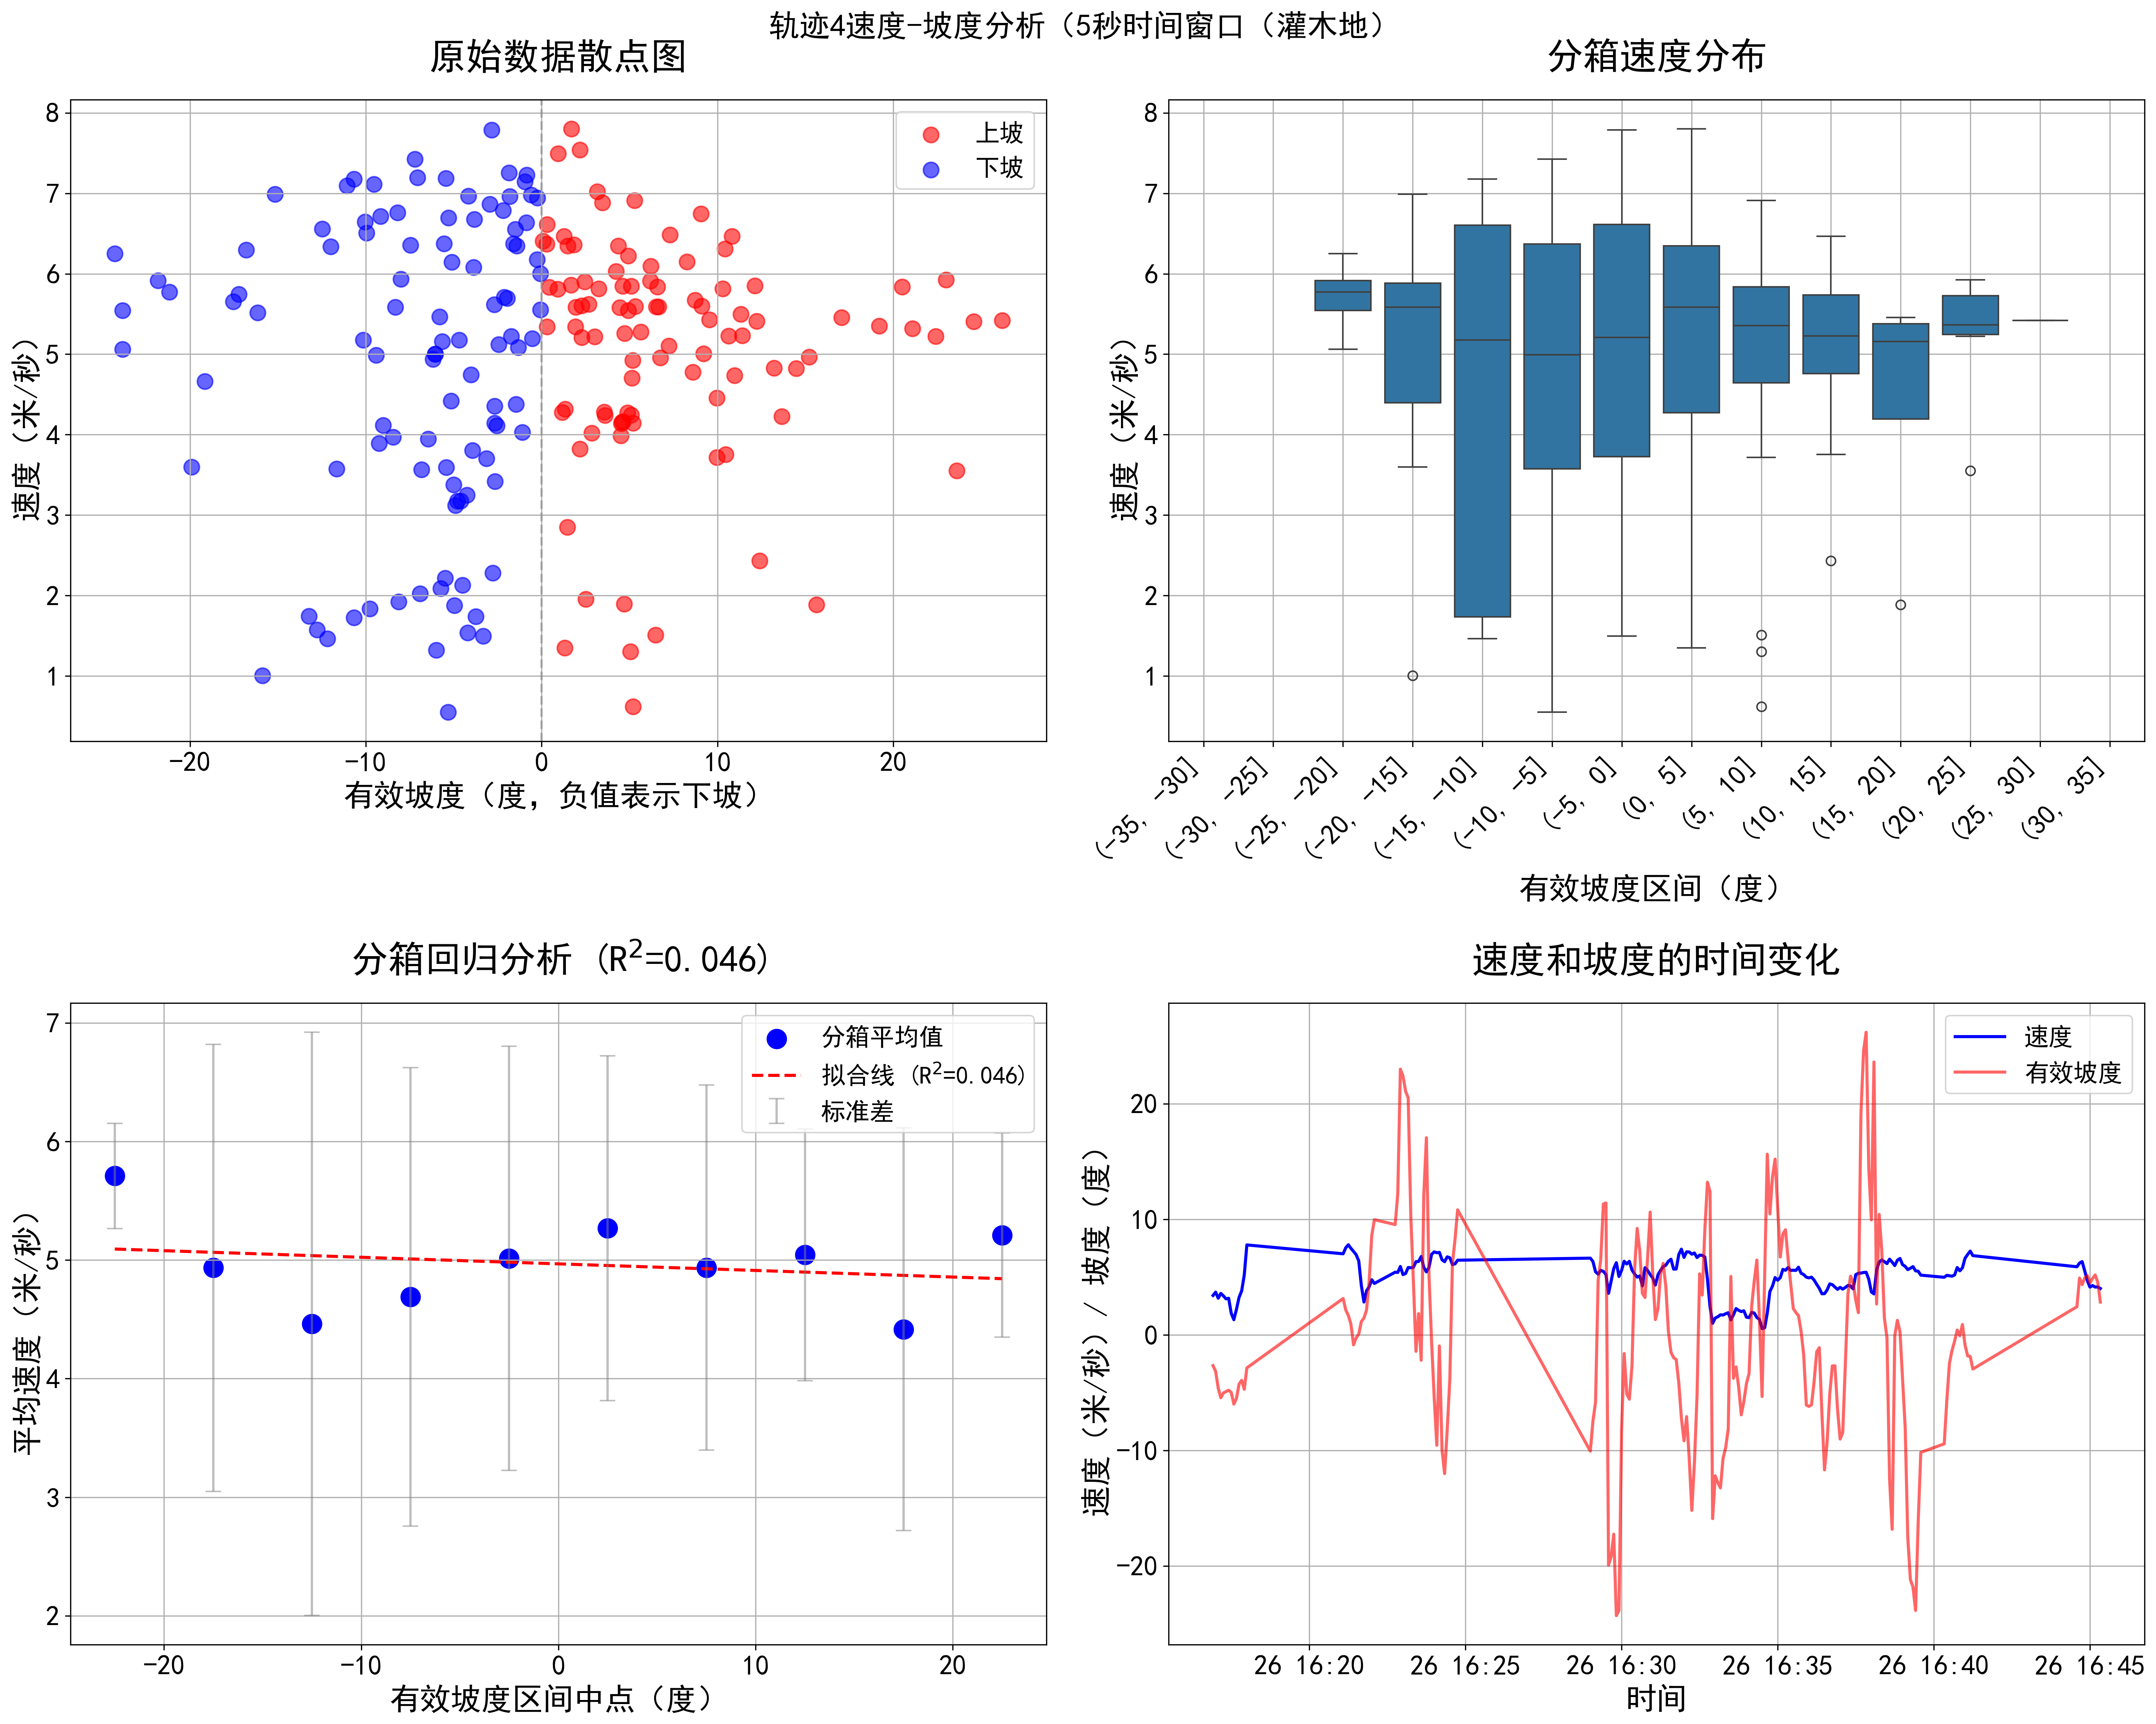 轨迹4速度-坡度分析（5秒时间窗口（灌木地）
原始数据散点图
8
7
6
5
4
3
2
1
速度（米/秒）
上坡
下坡
−20
−10
0
10
20
有效坡度（度，负值表示下坡）
分箱速度分布
8
7
6
5
4
3
2
1
速度（米/秒）
(-35, -30]
(-30, -25]
(-25, -20]
(-20, -15]
(-15, -10]
(-10, -5]
(-5, 0]
(0, 5]
(5, 10]
(10, 15]
(15, 20]
(20, 25]
(25, 30]
(30, 35]
有效坡度区间（度）
分箱回归分析 (R²=0.046)
7
6
5
4
3
2
平均速度（米/秒）
分箱平均值
拟合线 (R²=0.046)
标准差
−20
−10
0
10
20
有效坡度区间中点（度）
速度和坡度的时间变化
20
10
0
−10
−20
速度（米/秒）/ 坡度（度）
速度
有效坡度
26 16:20
26 16:25
26 16:30
26 16:35
26 16:40
26 16:45
时间